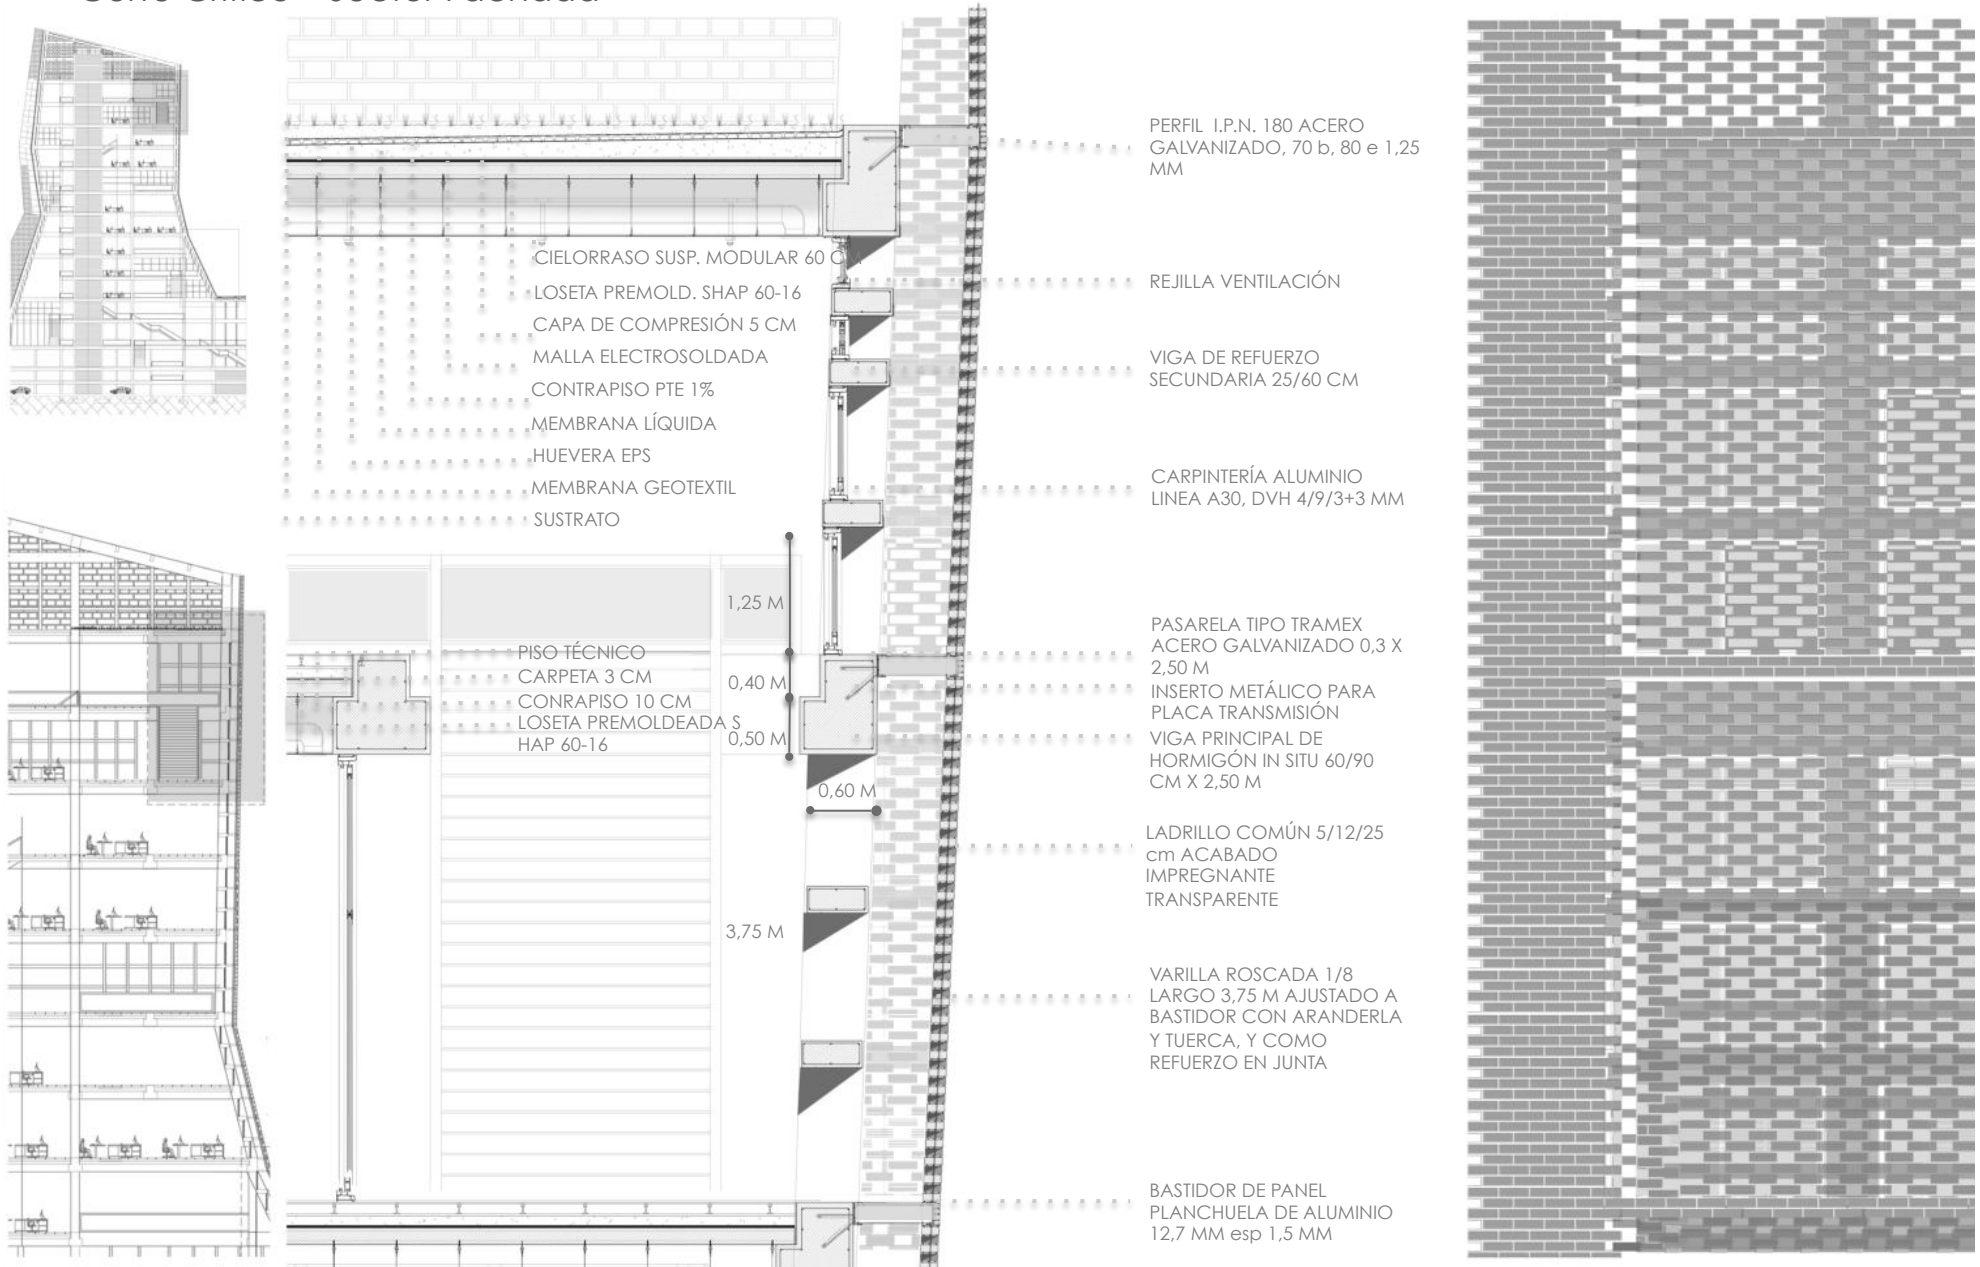 Sector Fachada
CIELORRASO SUSP. MODULAR 60 CM
LOSETA PREMOLD. SHAP 60-16
CAPA DE COMPRESIÓN 5 CM
MALLA ELECTROSOLDADA
CONTRAPISO PTE 1%
MEMBRANA LÍQUIDA
HUEVERA EPS
MEMBRANA GEOTEXTIL
SUSTRATO
1,25 M
PISO TÉCNICO
CARPETA 3 CM
0,40 M
CONRAPISO 10 CM
LOSETA PREMOLDEADA S
HAP 60-16
0,50 M
0,60 M
3,75 M
PERFIL I.P.N. 180 ACERO
GALVANIZADO, 70 b, 80 e 1,25
MM
REJILLA VENTILACIÓN
VIGA DE REFUERZO
SECUNDARIA 25/60 CM
CARPINTERÍA ALUMINIO
LINEA A30, DVH 4/9/3+3 MM
PASARELA TIPO TRAMEX
ACERO GALVANIZADO 0,3 X
2,50 M
INSERTO METÁLICO PARA
PLACA TRANSMISIÓN
VIGA PRINCIPAL DE
HORMIGÓN IN SITU 60/90
CM X 2,50 M
LADRILLO COMÚN 5/12/25
cm ACABADO
IMPREGNANTE
TRANSPARENTE
VARILLA ROSCADA 1/8
LARGO 3,75 M AJUSTADO A
BASTIDOR CON ARANDERLA
Y TUERCA, Y COMO
REFUERZO EN JUNTA
BASTIDOR DE PANEL
PLANCHUELA DE ALUMINIO
12,7 MM esp 1,5 MM